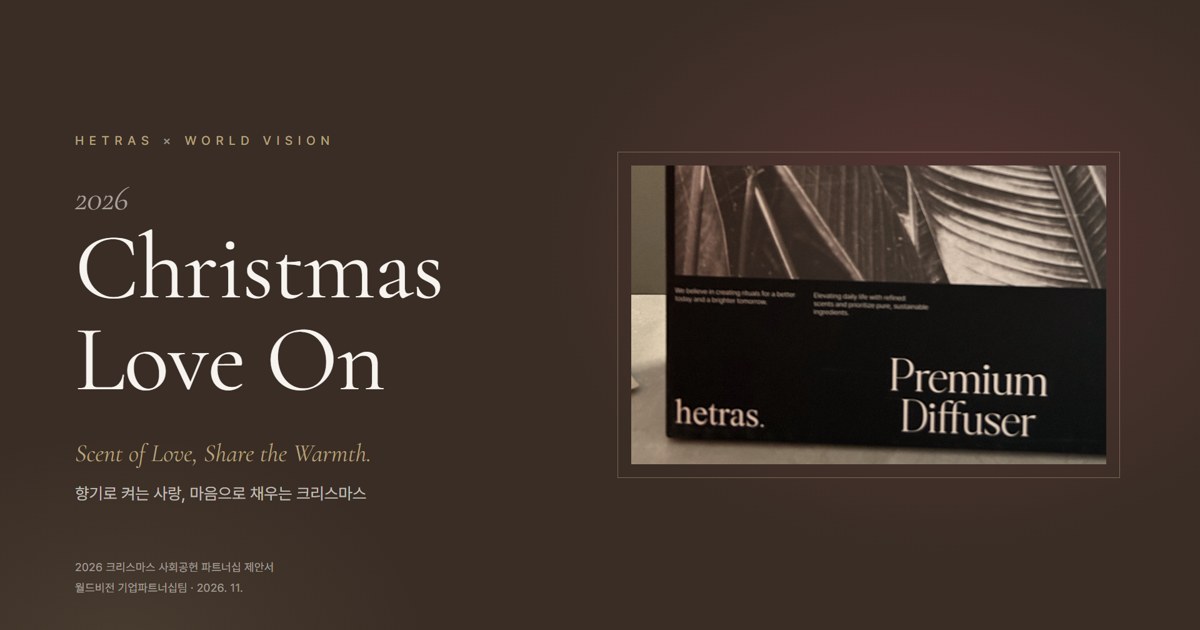 HETRAS × WORLD VISION
2026
Christmas
Love On
Scent of Love, Share the Warmth.
향기로 켜는 사랑, 마음으로 채우는 크리스마스
2026 크리스마스 사회공헌 파트너십 제안서
월드비전 기업파트너십팀 · 2026. 11.
We believe in creating rituals for a better
today and a brighter tomorrow.
Elevating daily life with refined
scents and prioritize pure, sustainable
ingredients.
Premium
Diffuser
hetras.